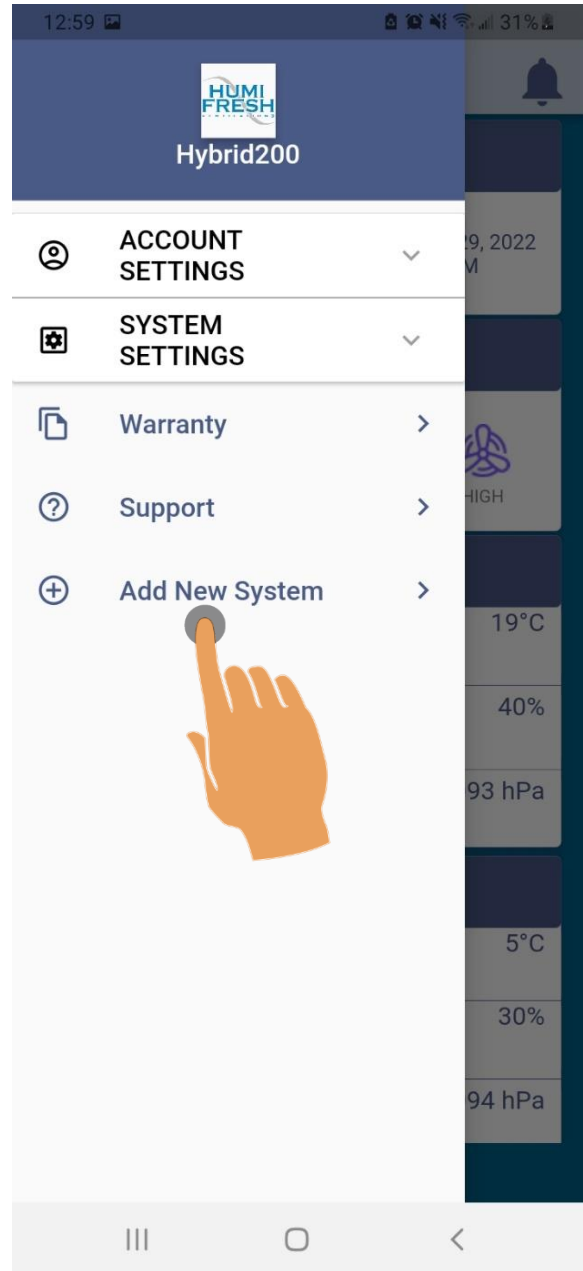 12:59
31%
HUMI
FRESH
Hybrid200
ACCOUNT
SETTINGS
29, 2022
M
SYSTEM
SETTINGS
Warranty
HIGH
Support
Add New System
19°C
40%
93 hPa
5°C
30%
94 hPa